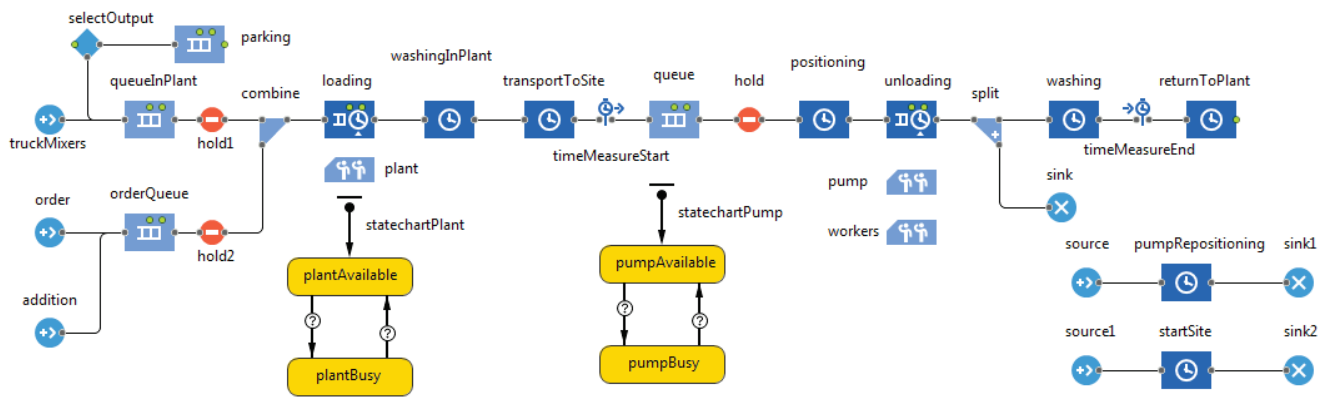 selectOutput
parking
queueInPlant
truckMixers
hold1
combine
loading
washingInPlant
transportToSite
timeMeasureStart
queue
hold
positioning
unloading
split
washing
timeMeasureEnd
returnToPlant
sink
order
orderQueue
hold2
addition
plant
statechartPlant
plantAvailable
?
?
plantBusy
pump
workers
statechartPump
pumpAvailable
?
?
pumpBusy
source
pumpRepositioning
sink1
source1
startSite
sink2